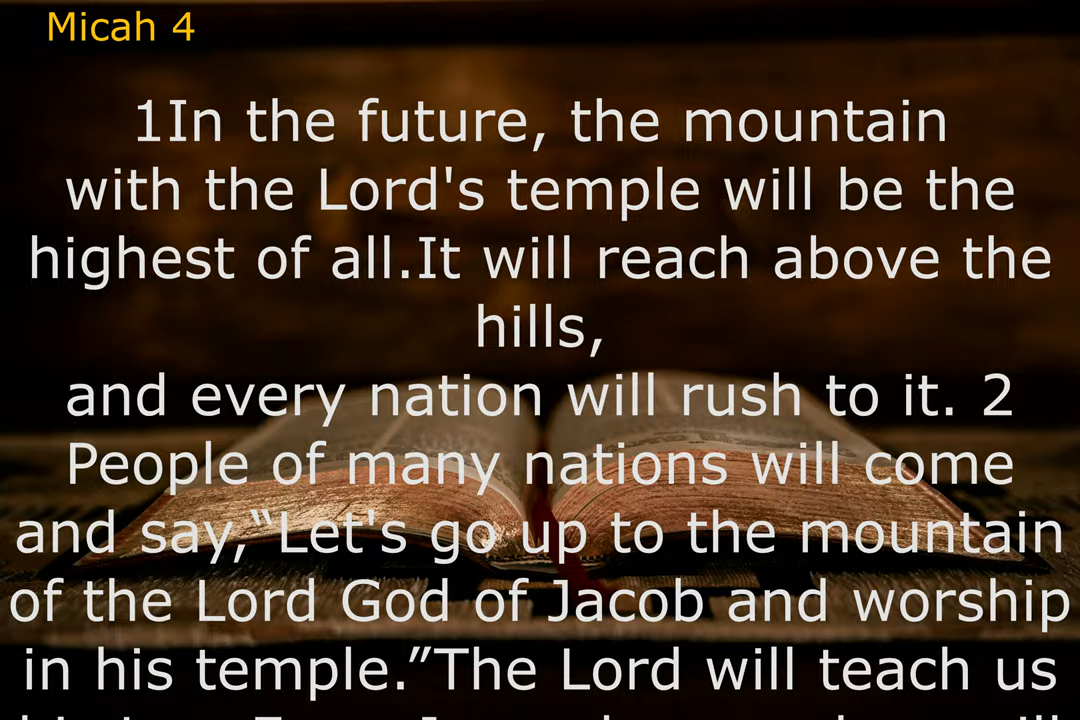 Micah 4
1In the future, the mountain
with the Lord's temple will be the
highest of all.It will reach above the
hills,
and every nation will rush to it. 2
People of many nations will come
and say,“Let's go up to the mountain
of the Lord God of Jacob and worship
in his temple.”The Lord will teach us